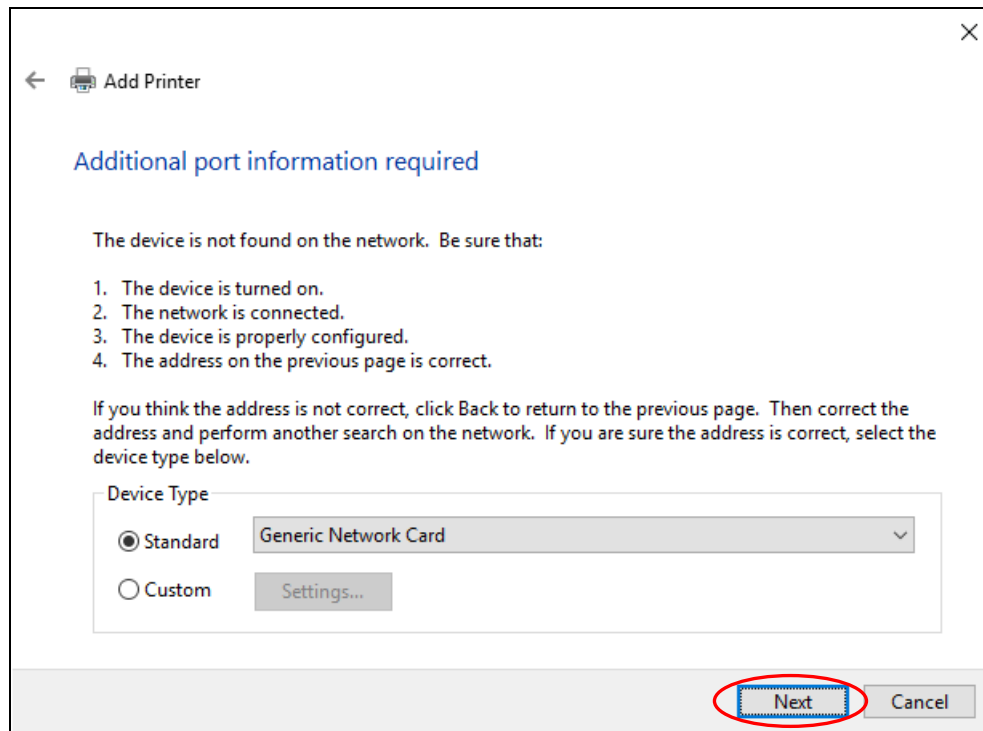 Add Printer
Additional port information required
The device is not found on the network.  Be sure that:
1.  The device is turned on.
2.  The network is connected.
3.  The device is properly configured.
4.  The address on the previous page is correct.
If you think the address is not correct, click Back to return to the previous page.  Then correct the
address and perform another search on the network.  If you are sure the address is correct, select the
device type below.
Device Type
Standard Generic Network Card
Custom Settings...
Next Cancel